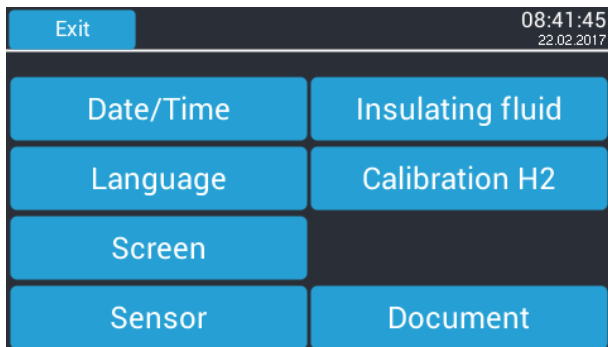 Exit
08:41:45
22.02.2017
Date/Time
Insulating fluid
Language
Calibration H2
Screen
Sensor
Document